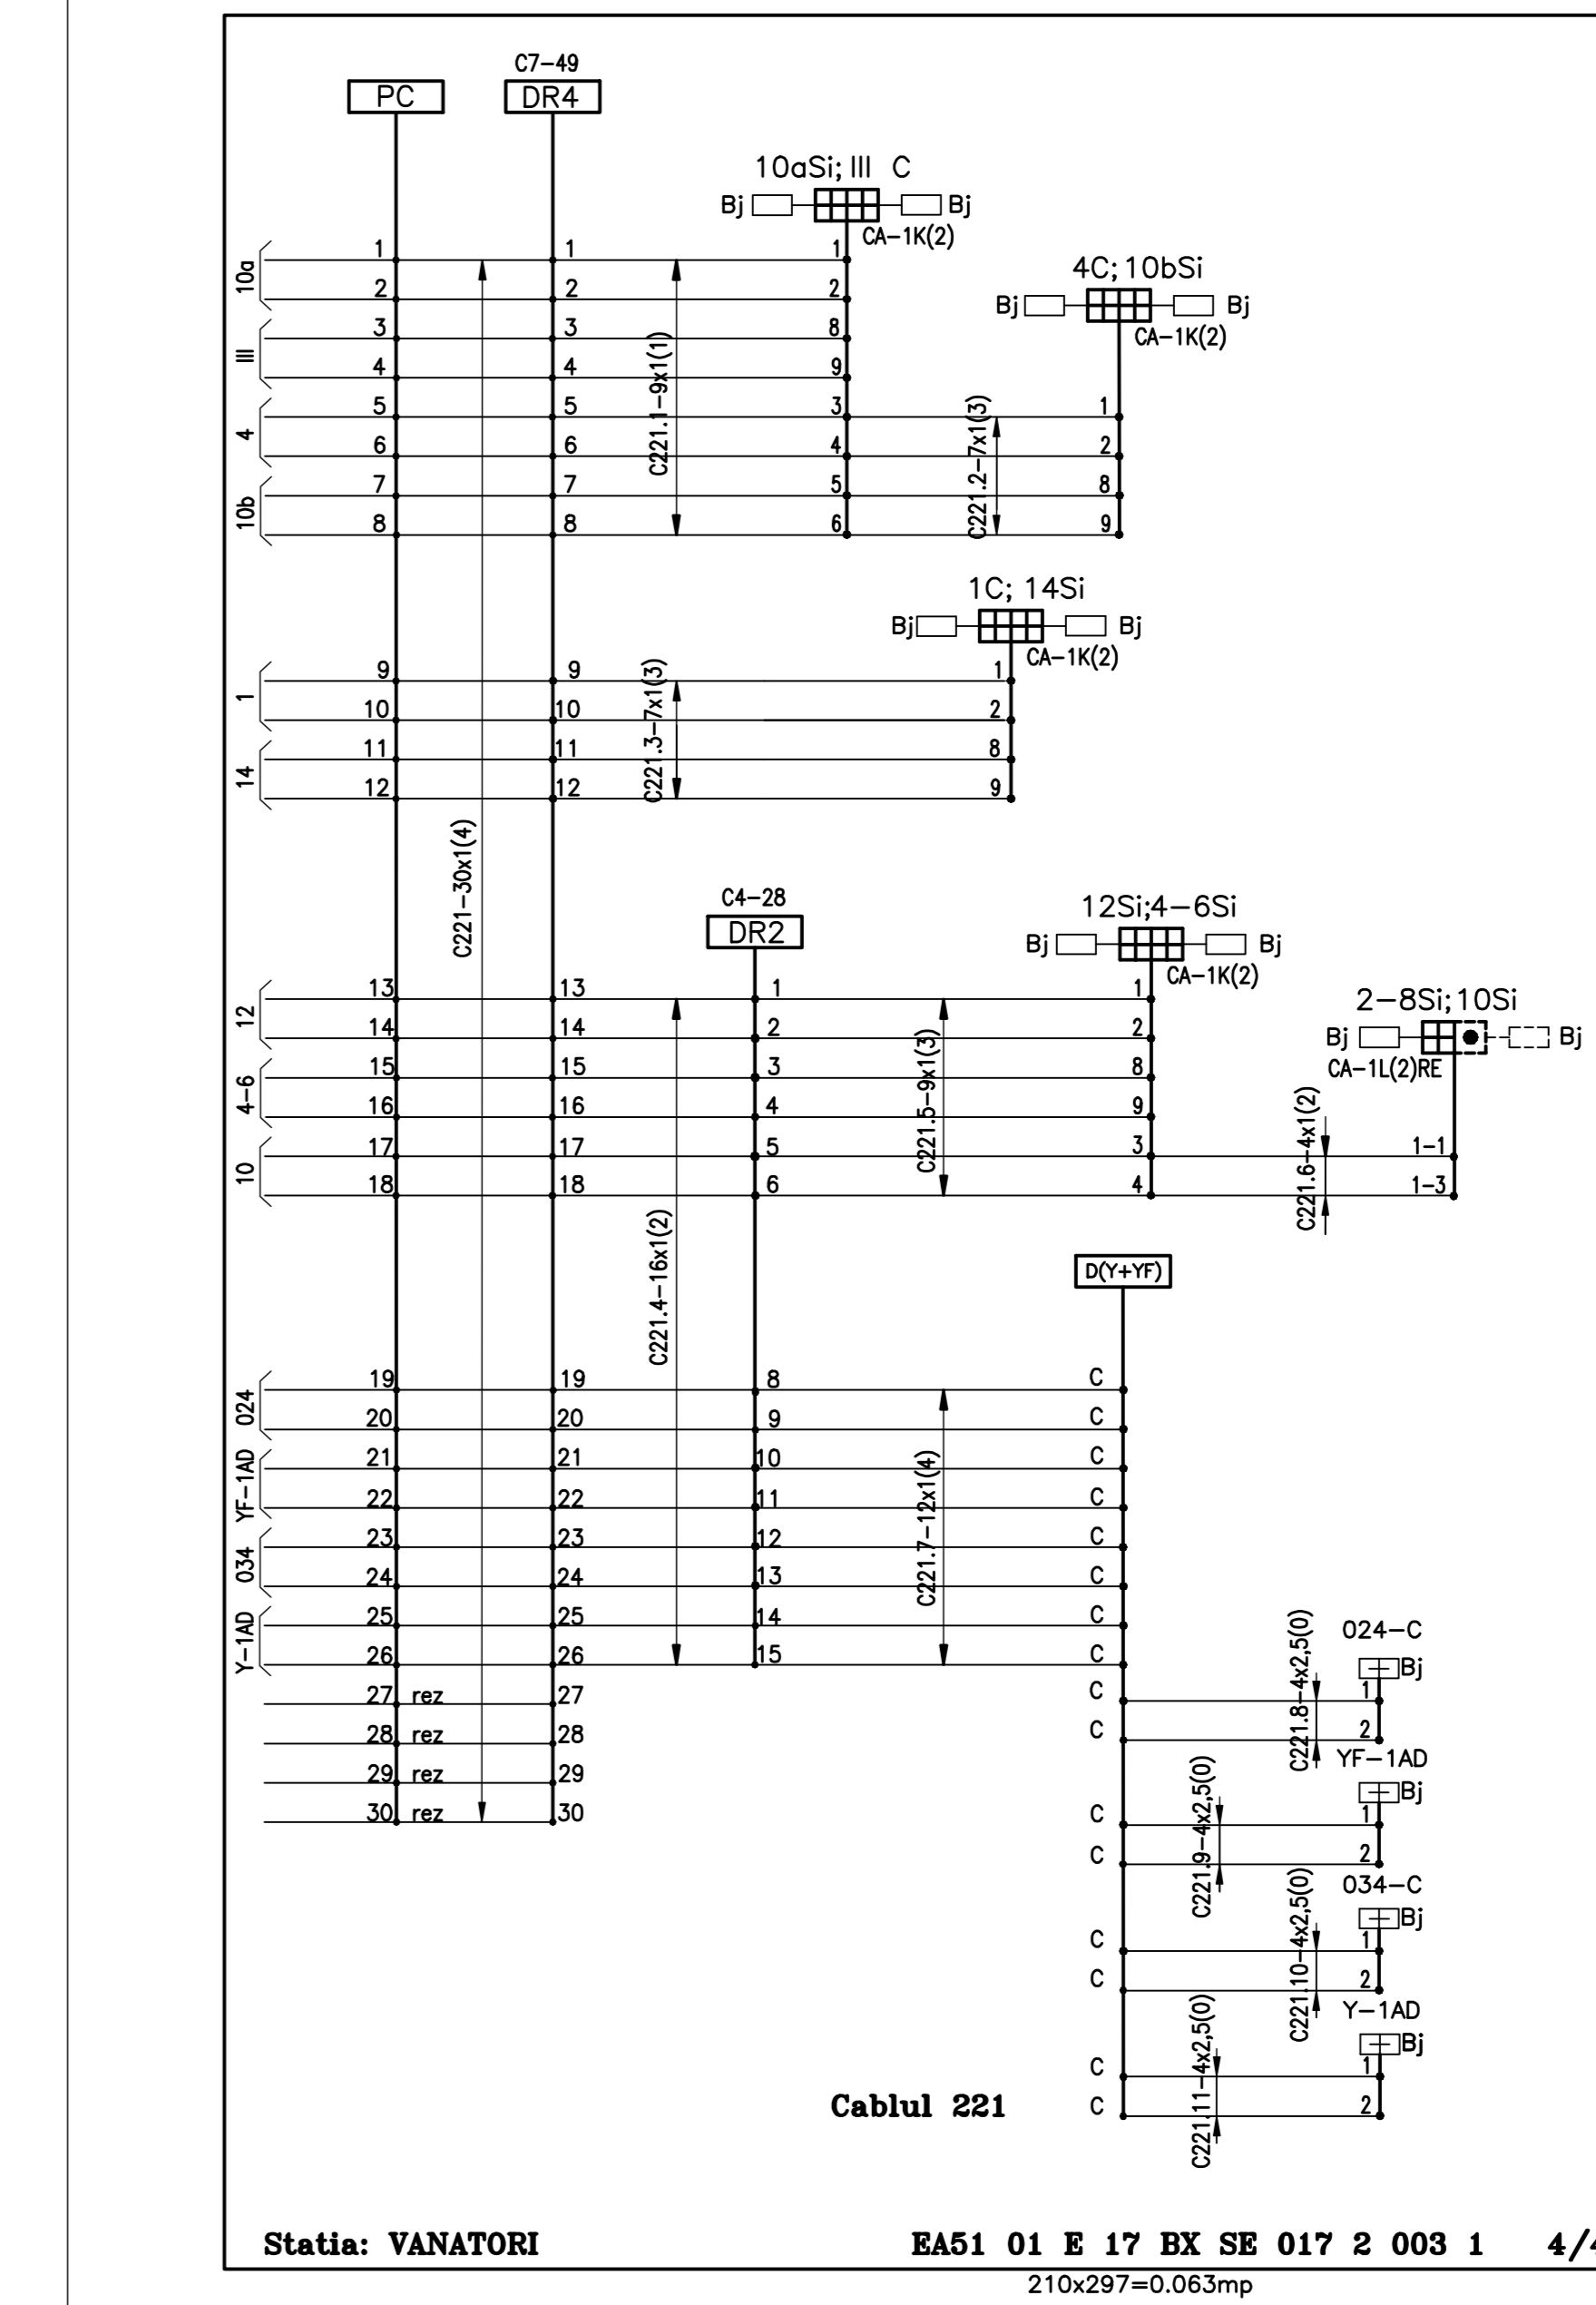 C7-49
PC
DR4
10aSi; III C
Bj
Bj
CA-1K(2)
10a
1
1
1
2
2
2
III
3
3
8
4
4
9
4
5
5
3
1
6
6
4
2
10b
7
7
5
8
8
8
6
9
4C; 10bSi
Bj
Bj
CA-1K(2)
C221.1-9x1(1)
C221.2-7x1(3)
1C; 14Si
Bj
Bj
CA-1K(2)
1
9
9
1
10
10
2
14
11
11
8
12
12
9
C221.3-7x1(3)
C221-30x1(4)
C4-28
DR2
12Si;4-6Si
Bj
Bj
CA-1K(2)
2-8Si;10Si
Bj
Bj
CA-1L(2)RE
12
13
13
1
1
14
14
2
2
4-6
15
15
3
8
16
16
4
9
10
17
17
5
3
1-1
18
18
6
4
1-3
C221.5-9x1(3)
C221.6-4x1(2)
C221.4-16x1(2)
D(Y+YF)
024
19
19
8
C
20
20
9
C
YF-1AD
21
21
10
C
22
22
11
C
034
23
23
12
C
24
24
13
C
Y-1AD
25
25
14
C
26
26
15
C
27 rez 27
28 rez 28
29 rez 29
30 rez 30
C221.7-12x1(4)
024-C
Bj
C
1
C
2
C221.8-4x2,5(0)
YF-1AD
Bj
C
1
C
2
C221.9-4x2,5(0)
034-C
Bj
C
1
C
2
C221.10-4x2,5(0)
Y-1AD
Bj
C
1
C
2
C221.11-4x2,5(0)
Cablul 221
Statia: VANATORI
EA51 01 E 17 BX SE 017 2 003 1
4/4
210x297=0.063mp